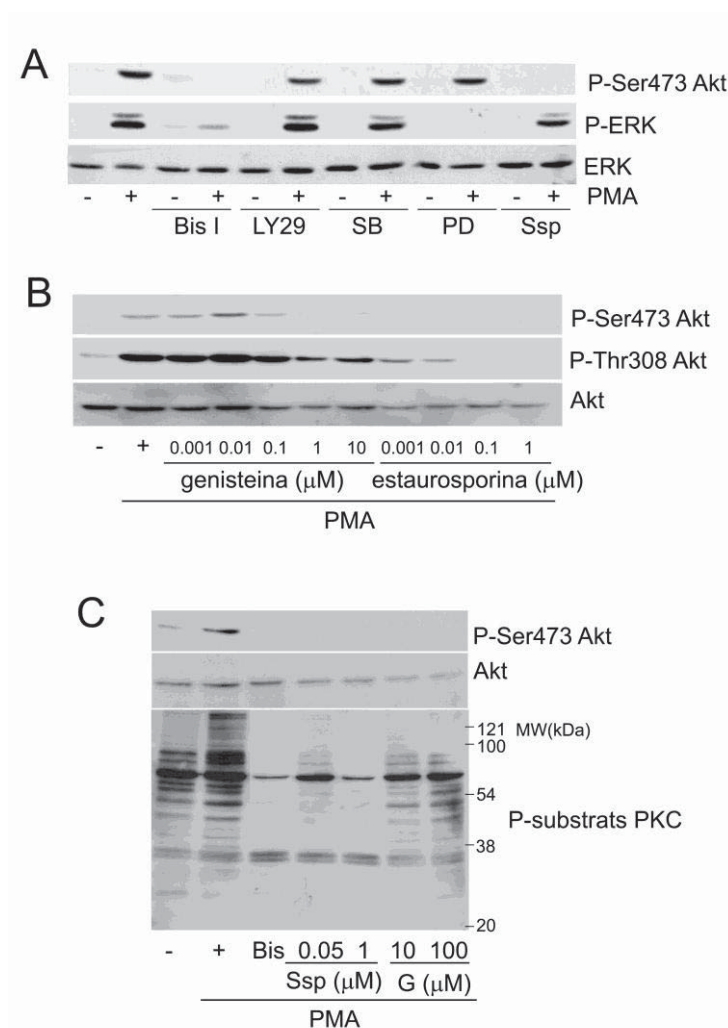 A
P-Ser473 Akt
P-ERK
ERK
- + - + - + - + - + - + PMA
Bis I LY29 SB PD Ssp
B
P-Ser473 Akt
P-Thr308 Akt
Akt
- + 0.001 0.01 0.1 1 10 0.001 0.01 0.1 1
genisteina (μM) estaurosporina (μM)
PMA
C
P-Ser473 Akt
Akt
121 MW(kDa)
100
54
P-substrats PKC
38
20
- + Bis 0.05 1 10 100
Ssp (μM) G (μM)
PMA